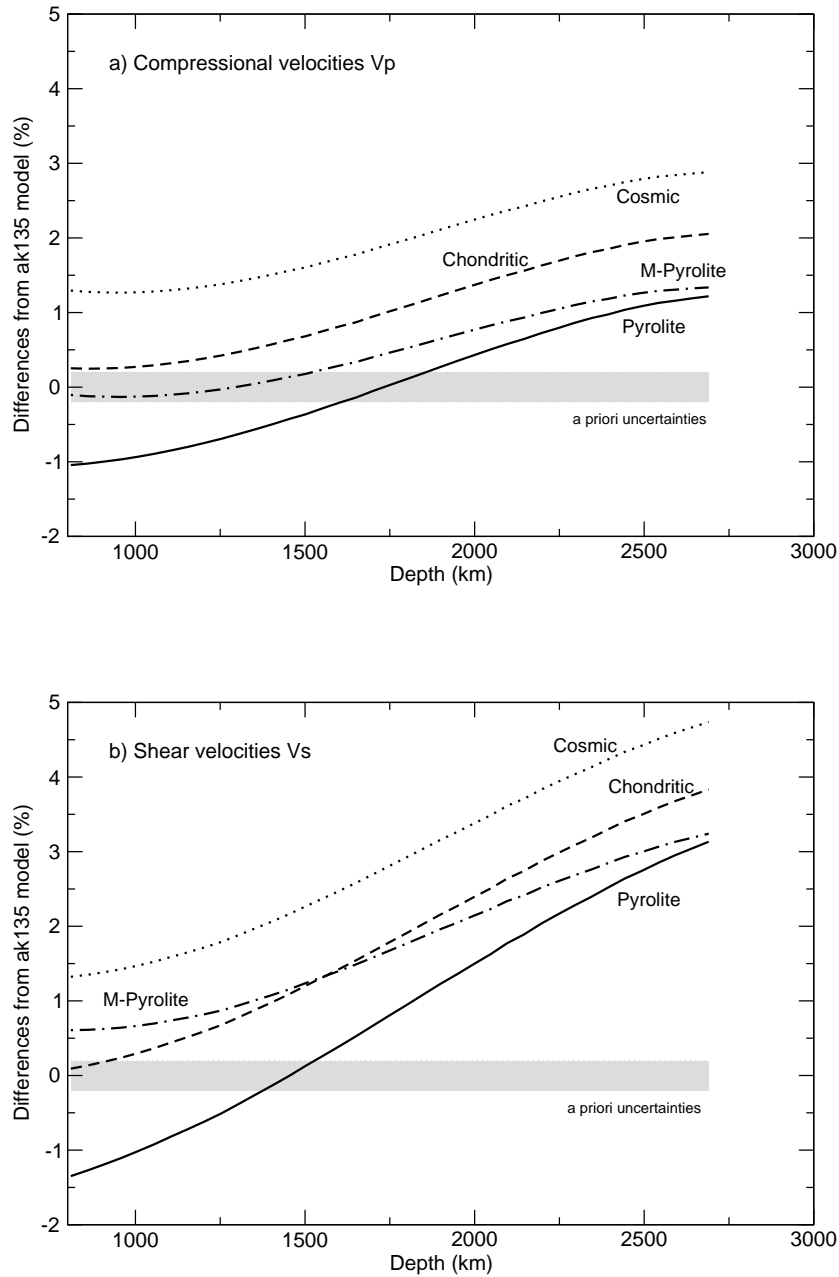 5
a) Compressional velocities Vp
4
3
Cosmic
2
Chondritic
M-Pyrolite
1
Pyrolite
0
a priori uncertainties
-1
-2
1000 1500 2000 2500 3000
Depth (km)
Differences from ak135 model (%)
5
b) Shear velocities Vs
Cosmic
4
Chondritic
3
Pyrolite
2
M-Pyrolite
1
0
a priori uncertainties
-1
-2
1000 1500 2000 2500 3000
Depth (km)
Differences from ak135 model (%)